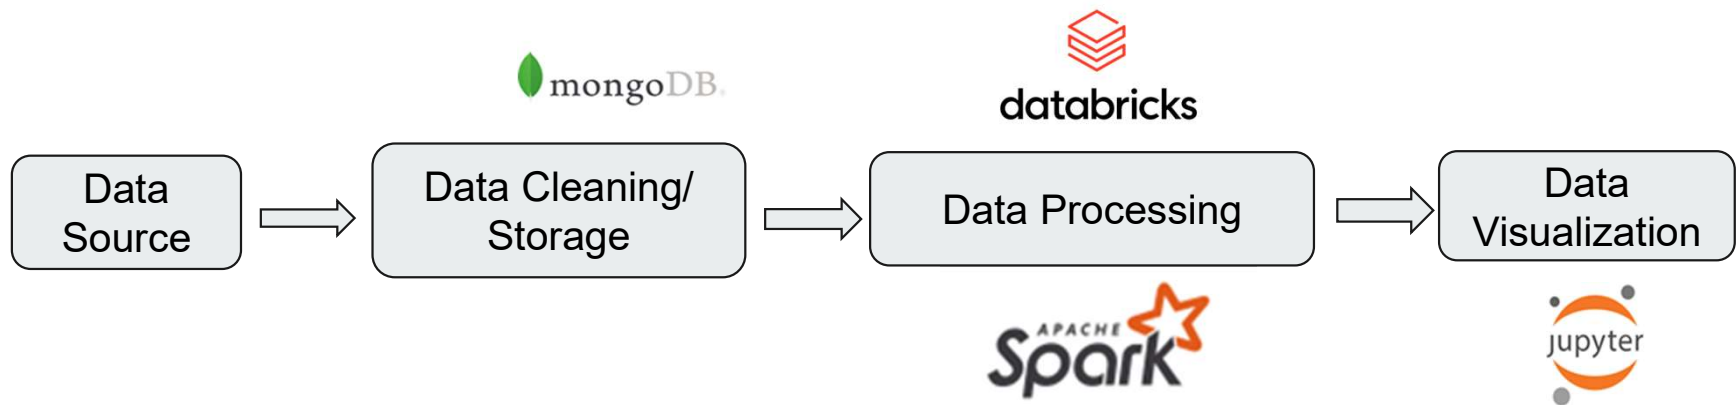 mongoDB
databricks
Data
Source
Data Cleaning/
Storage
Data Processing
Data
Visualization
APACHE
Spark
jupyter